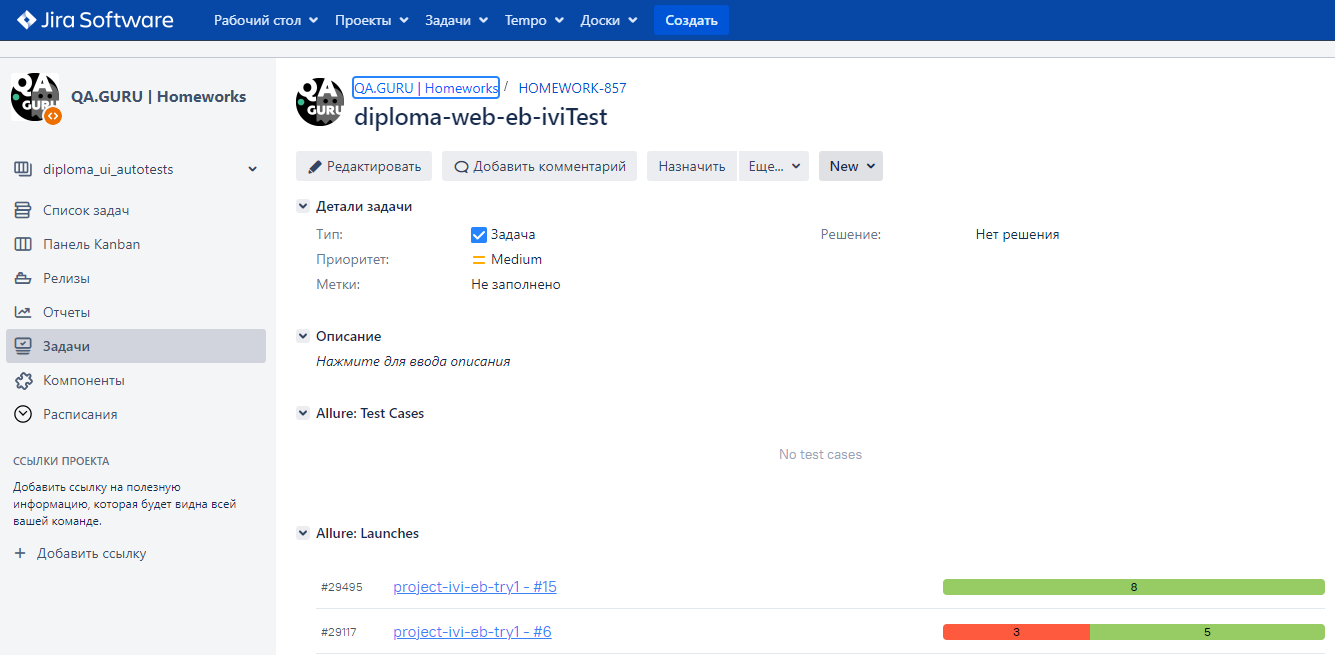 Jira Software Рабочий стол Проекты Задачи Tempo Доски Создать
QA GURU
QA.GURU | Homeworks
diploma_ui_autotests
Список задач
Панель Kanban
Релизы
Отчеты
Задачи
Компоненты
Расписания
ССЫЛКИ ПРОЕКТА
Добавить ссылку на полезную
информацию, которая будет видна всей
вашей команде.
+ Добавить ссылку
QA GURU
QA.GURU | Homeworks / HOMEWORK-857
diploma-web-eb-iviTest
Редактировать Добавить комментарий Назначить Еще... New
Детали задачи
Тип: Задача Решение: Нет решения
Приоритет: Medium
Метки: Не заполнено
Описание
Нажмите для ввода описания
Allure: Test Cases
No test cases
Allure: Launches
#29495 project-ivi-eb-try1 - #15 8
#29117 project-ivi-eb-try1 - #6 3 5